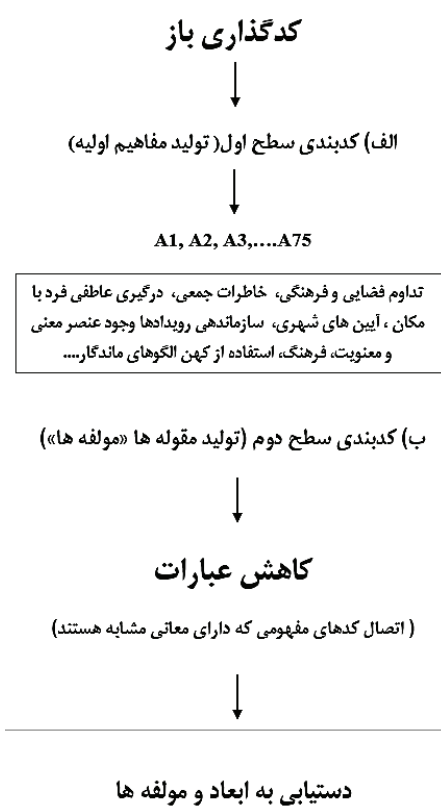 کدگذاری باز
الف) کدبندی سطح اول( تولید مفاهیم اولیه)
A1, A2, A3,....A75
تداوم فضایی و فرهنگی، خاطرات جمعی، درگیری عاطفی فرد با
مکان ، آیین های شهری، سازماندهی رویدادها وجود عنصر معنی
و معنویت، فرهنگ، استفاده از کهن الگوهای ماندگار....
ب) کدبندی سطح دوم (تولید مقوله ها «مولفه ها»)
کاهش عبارات
( اتصال کدهای مفهومی که دارای معانی مشابه هستند)
دستیابی به ابعاد و مولفه ها